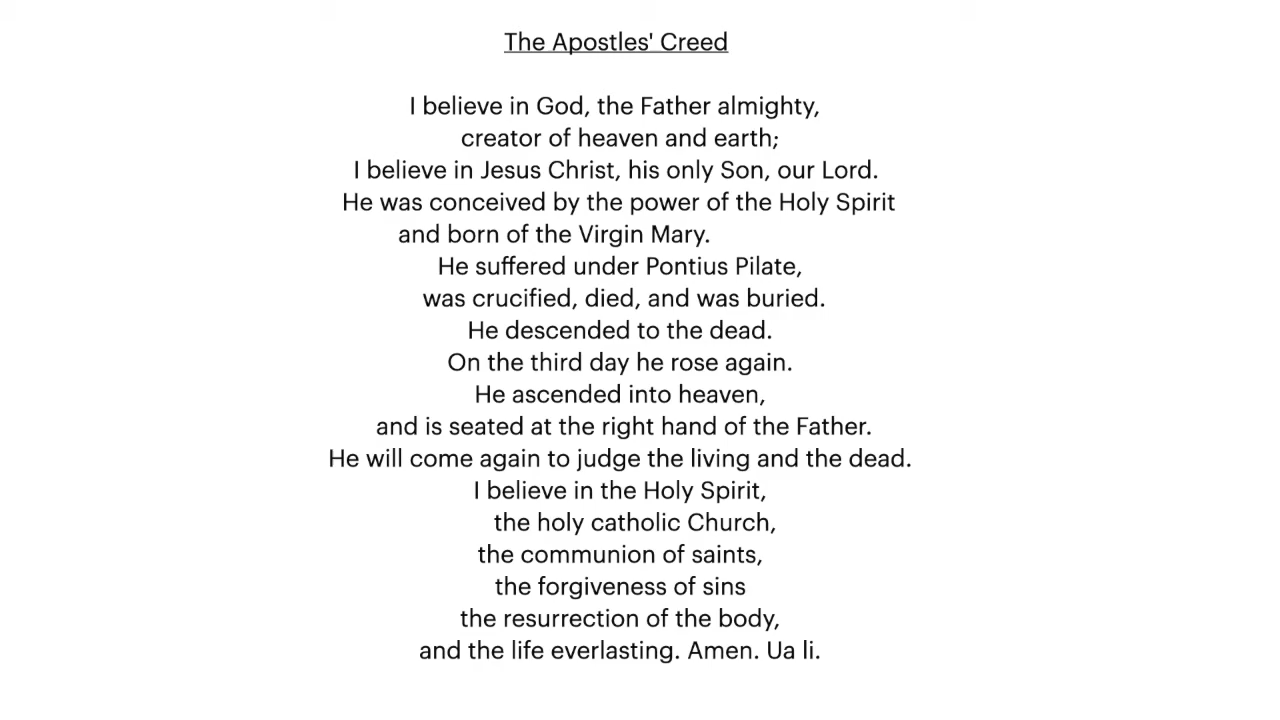 The Apostles' Creed
I believe in God, the Father almighty,
creator of heaven and earth;
I believe in Jesus Christ, his only Son, our Lord.
He was conceived by the power of the Holy Spirit
and born of the Virgin Mary.
He suffered under Pontius Pilate,
was crucified, died, and was buried.
He descended to the dead.
On the third day he rose again.
He ascended into heaven,
and is seated at the right hand of the Father.
He will come again to judge the living and the dead.
I believe in the Holy Spirit,
the holy catholic Church,
the communion of saints,
the forgiveness of sins
the resurrection of the body,
and the life everlasting. Amen. Ua li.